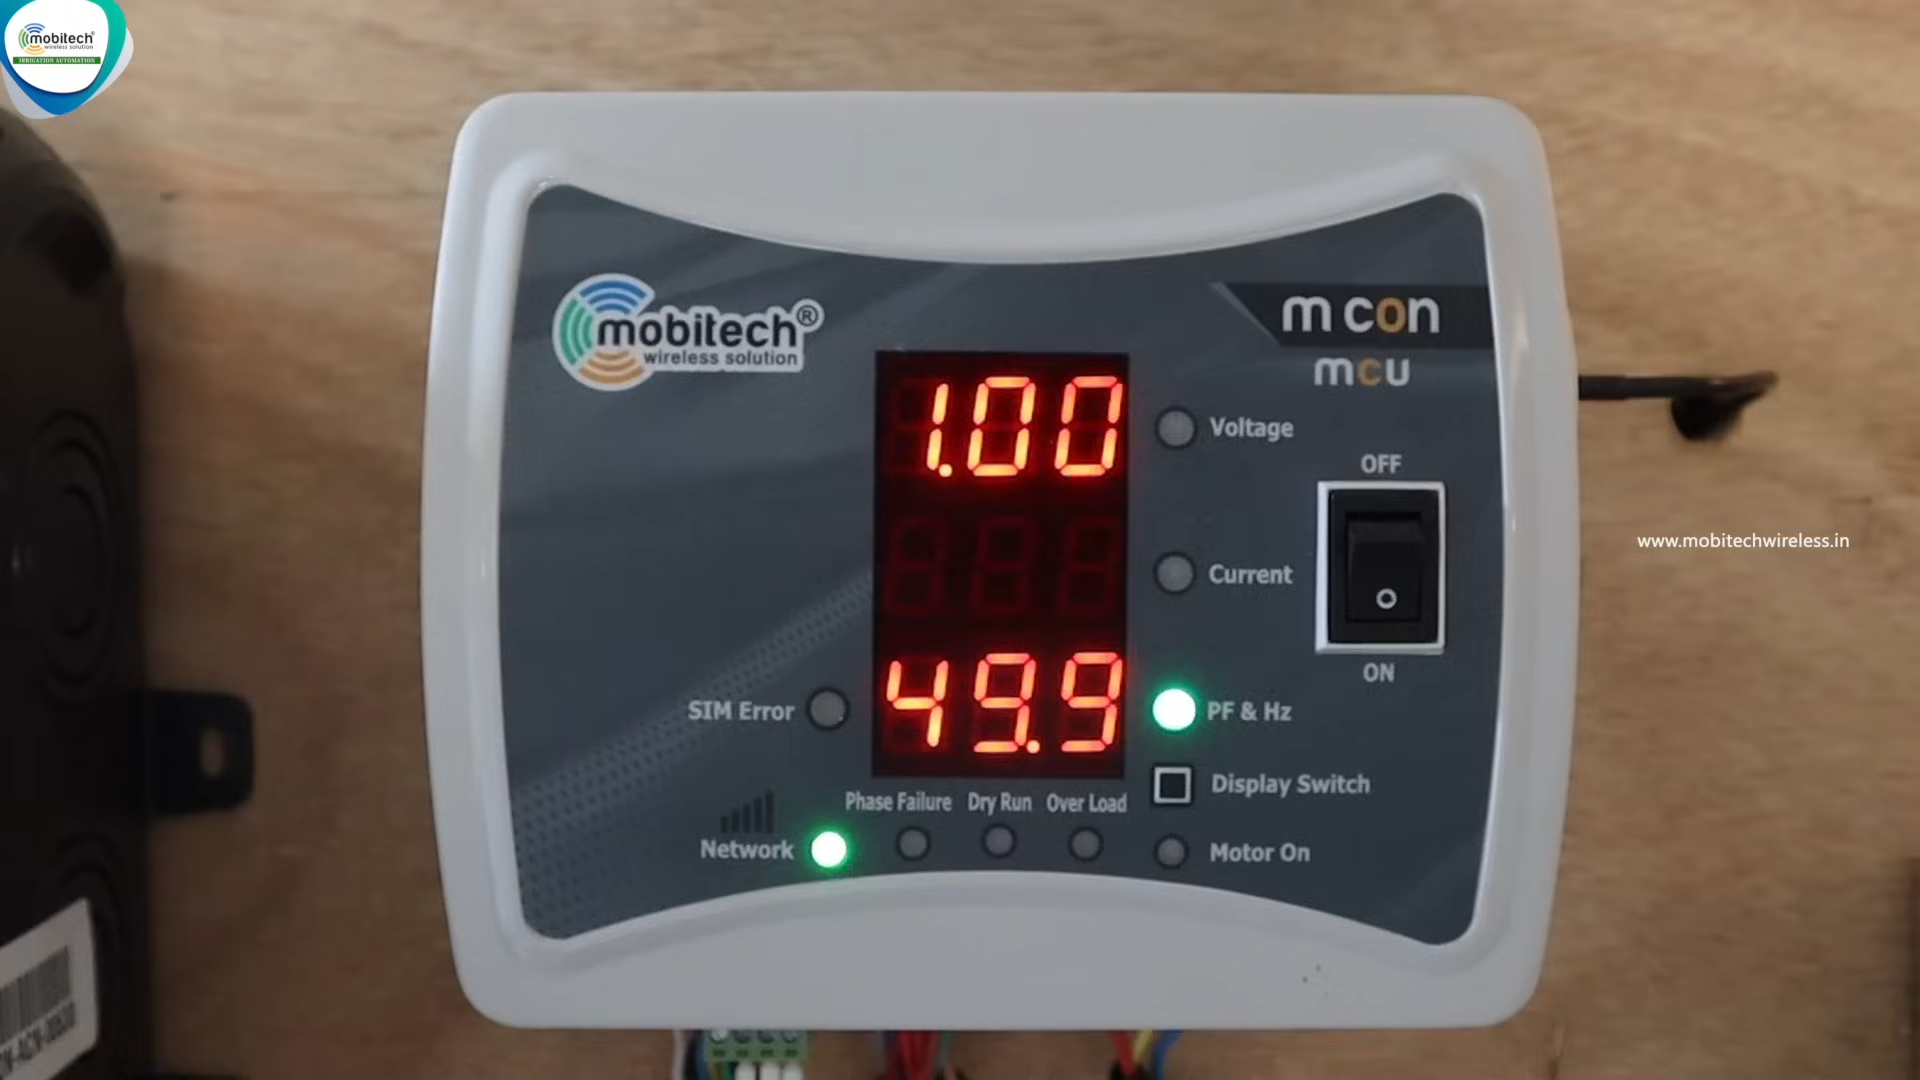 mobitech®
wireless solution
IRRIGATION AUTOMATION
mobitech®
wireless solution
m con
mcu
1.00
Voltage
OFF
Current
www.mobitechwireless.in
ON
SIM Error
49.9
PF & Hz
Display Switch
Phase Failure
Dry Run
Over Load
Network
Motor On